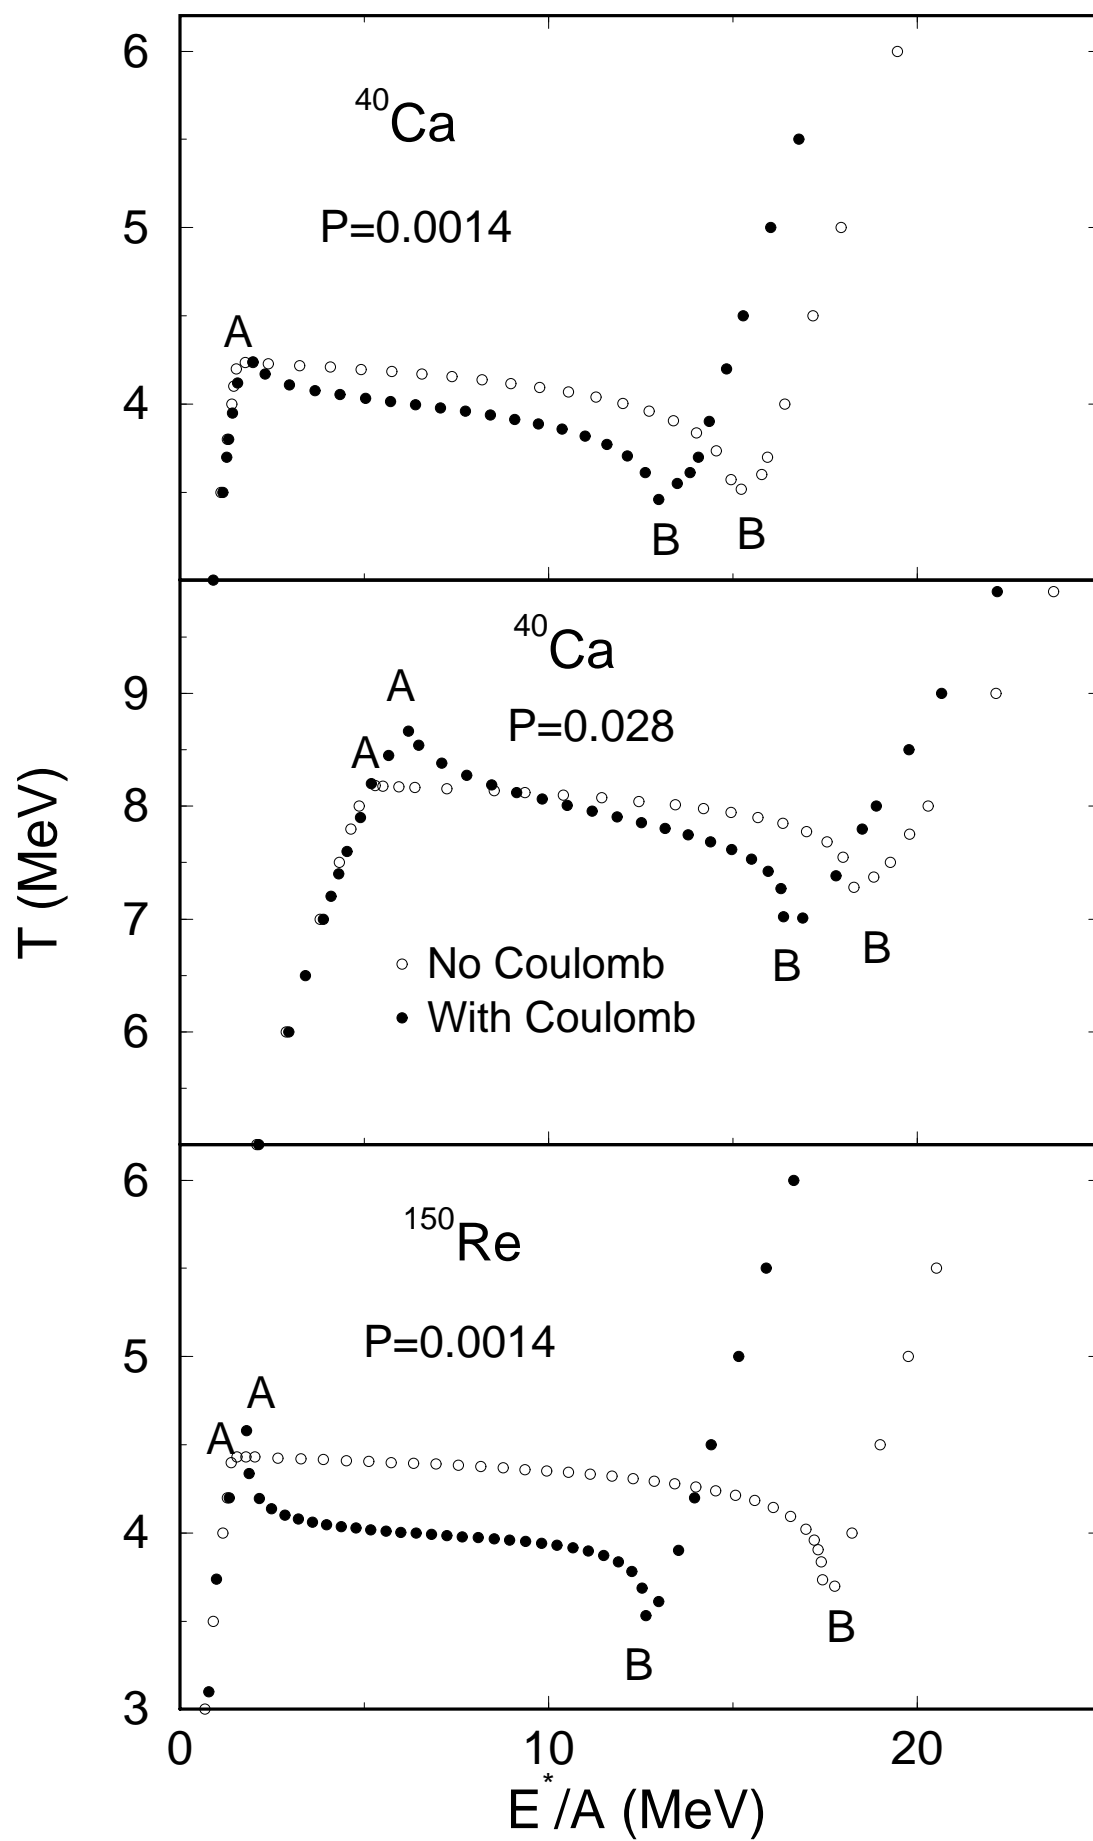 6
⁴⁰Ca
P=0.0014
5
A
4
B
B
⁴⁰Ca
A
9
P=0.028
A
8
T (MeV)
7
B
B
No Coulomb
With Coulomb
6
6
¹⁵⁰Re
P=0.0014
5
A
A
4
B
B
3
0 10 20
E*/A (MeV)